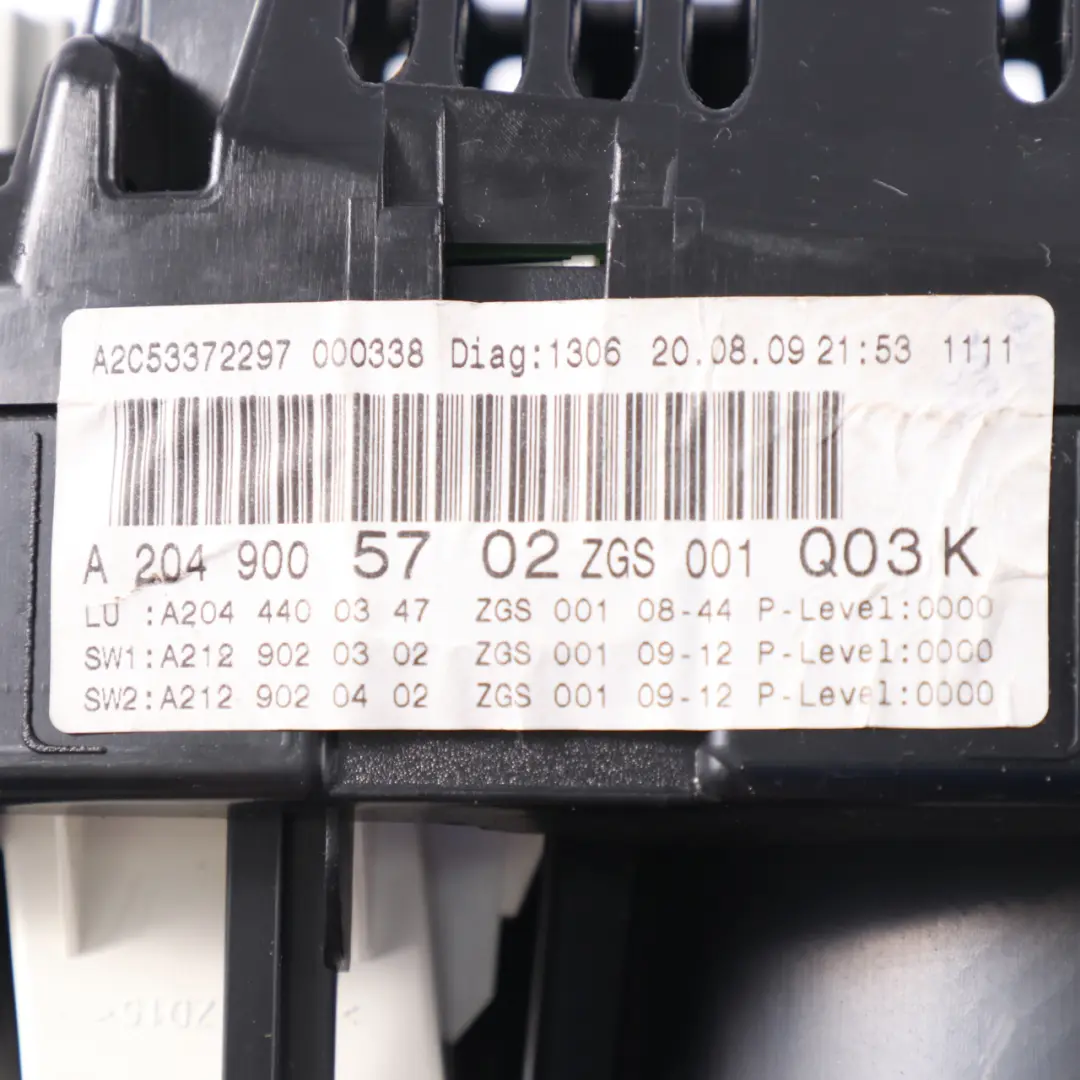 A2C53372297 000338 Diag:1306 20.08.09 21:53 1111
A 204 900 57 02 ZGS 001 Q03 K
LU :A204 440 03 47 ZGS 001 08-44 P-Level:0000
SW1:A212 902 03 02 ZGS 001 09-12 P-Level:0000
SW2:A212 902 04 02 ZGS 001 09-12 P-Level:0000